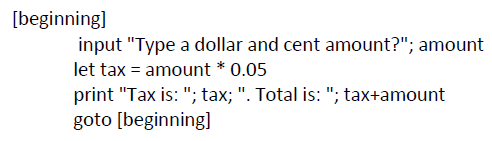 [beginning]
input "Type a dollar and cent amount?"; amount
let tax = amount * 0.05
print "Tax is: "; tax; ". Total is: "; tax+amount
goto [beginning]